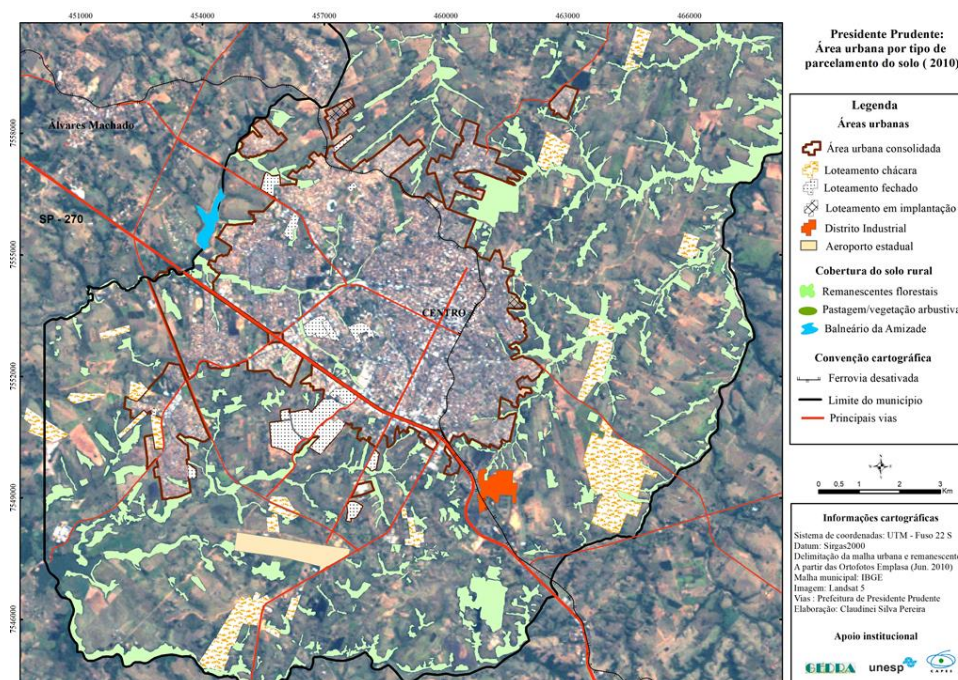 451000 454000 457000 460000 463000 466000
7558000
7555000
7552000
7549000
7546000
Álvares Machado
SP - 270
CENTRO
Presidente Prudente:
Área urbana por tipo de
parcelamento do solo ( 2010)
Legenda
Áreas urbanas
Área urbana consolidada
Loteamento chácara
Loteamento fechado
Loteamento em implantação
Distrito Industrial
Aeroporto estadual
Cobertura do solo rural
Remanescentes florestais
Pastagem/vegetação arbustiva
Balneário da Amizade
Convenção cartográfica
Ferrovia desativada
Limite do município
Principais vias
0 0.5 1 2 3
Km
Informações cartográficas
Sistema de coordenadas: UTM - Fuso 22 S
Datum: Sirgas2000
Delimitação da malha urbana e remanescente
A partir das Ortofotos Emplasa (Jun. 2010)
Malha municipal: IBGE
Imagem: Landsat 5
Vias : Prefeitura de Presidente Prudente
Elaboração: Claudinei Silva Pereira
Apoio institucional
GEDRA unesp CAPES